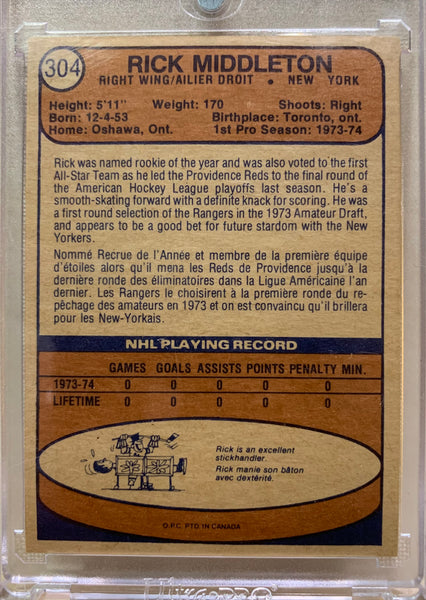 304
RICK MIDDLETON
RIGHT WING/AILIER DROIT • NEW YORK
Height: 5'11" Weight: 170 Shoots: Right
Born: 12-4-53 Birthplace: Toronto, ont.
Home: Oshawa, Ont. 1st Pro Season: 1973-74
Rick was named rookie of the year and was also voted to the first
All-Star Team as he led the Providence Reds to the final round of
the American Hockey League playoffs last season. He's a
smooth-skating forward with a definite knack for scoring. He was
a first round selection of the Rangers in the 1973 Amateur Draft,
and appears to be a good bet for future stardom with the New
Yorkers.
Nommé Recrue de l'Année et membre de la première équipe
d'étoiles alors qu'il mena les Reds de Providence jusqu'à la
dernière ronde des éliminatoires dans la Ligue Américaine l'an
dernier. Les Rangers le choisirent à la première ronde du re-
pêchage des amateurs en 1973 et on est convaincu qu'il brillera
pour les New-Yorkais.
NHL PLAYING RECORD
GAMES GOALS ASSISTS POINTS PENALTY MIN.
1973-74 0 0 0 0 0
LIFETIME 0 0 0 0 0
Rick is an excellent
stickhandler.
Rick manie son bâton
avec dextérité.
O.P.C. PTD. IN CANADA